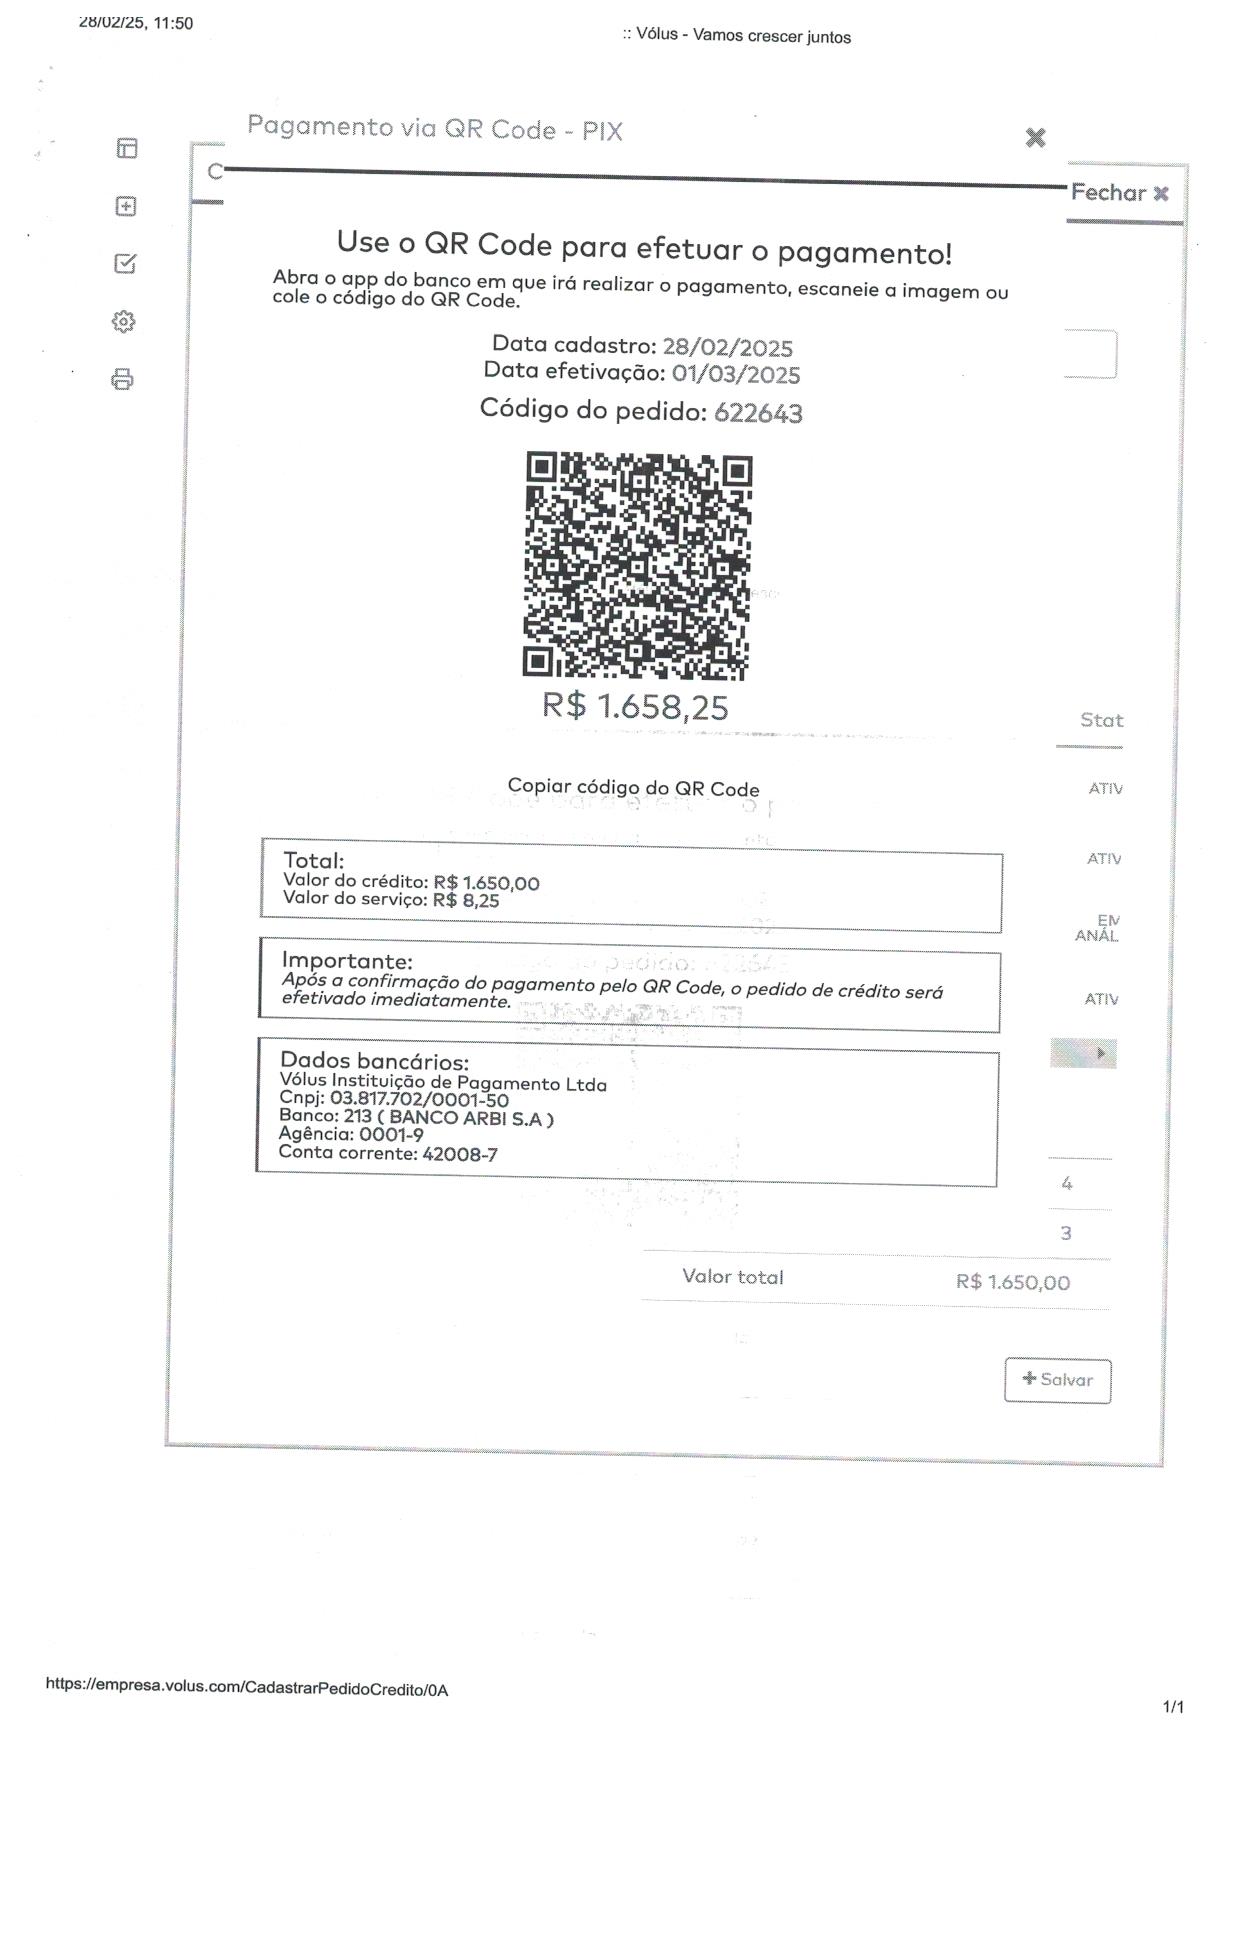 28/02/25, 11:50
:: Vólus - Vamos crescer juntos
Pagamento via QR Code - PIX
C
Fechar
Use o QR Code para efetuar o pagamento!
Abra o app do banco em que irá realizar o pagamento, escaneie a imagem ou
cole o código do QR Code.
Data cadastro: 28/02/2025
Data efetivação: 01/03/2025
Código do pedido: 622643
R$ 1.658,25
Stat
Copiar código do QR Code
ATIV
Total:
Valor do crédito: R$ 1.650,00
Valor do serviço: R$ 8,25
ATIV
EM
ANÁL
Importante:
Após a confirmação do pagamento pelo QR Code, o pedido de crédito será
efetivado imediatamente.
ATIV
Dados bancários:
Vólus Instituição de Pagamento Ltda
Cnpj: 03.817.702/0001-50
Banco: 213 ( BANCO ARBI S.A )
Agência: 0001-9
Conta corrente: 42008-7
4
3
Valor total R$ 1.650,00
+ Salvar
https://empresa.volus.com/CadastrarPedidoCredito/0A
1/1